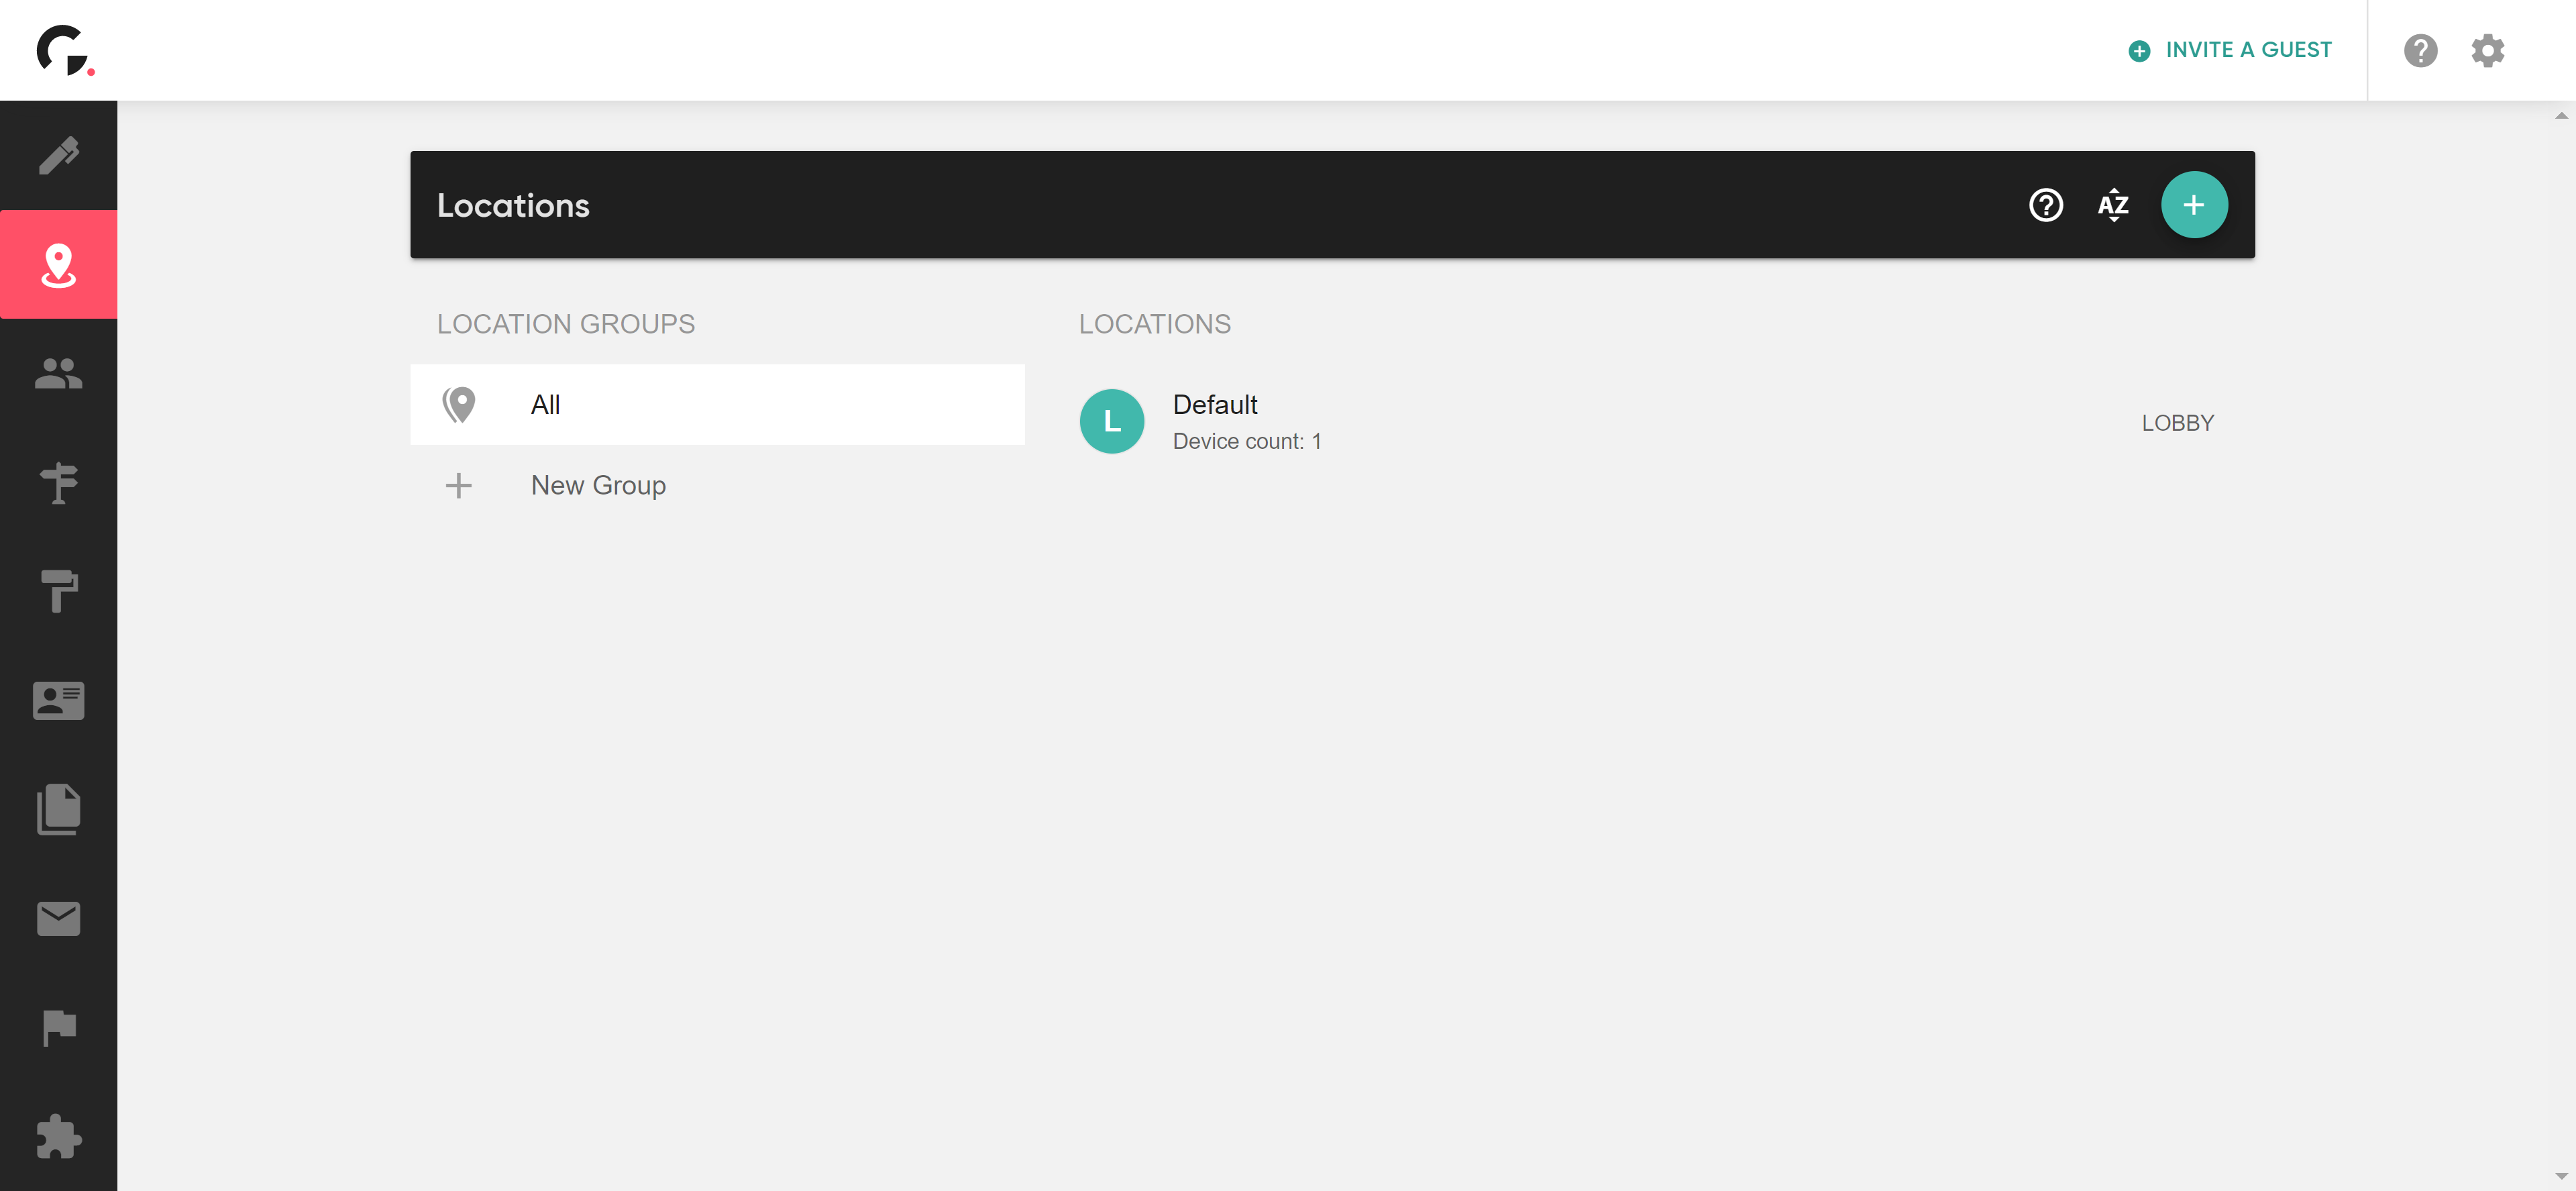 INVITE A GUEST
Locations
AZ
LOCATION GROUPS
LOCATIONS
All
New Group
L
Default
Device count: 1
LOBBY